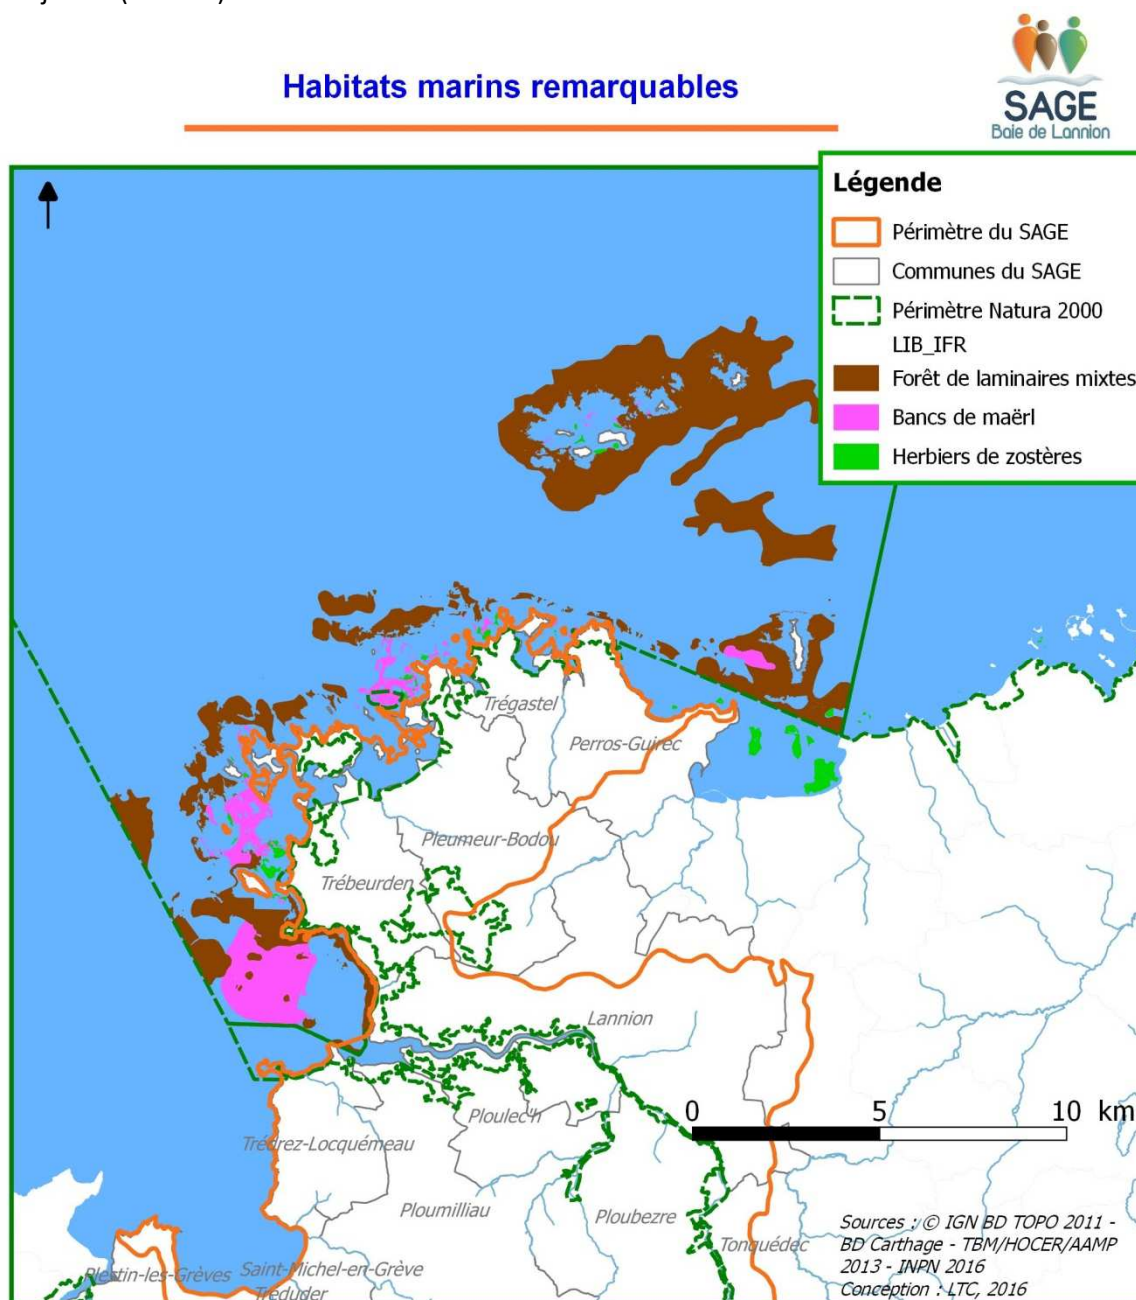 Habitats marins remarquables
SAGE
Baie de Lannion
Légende
Périmètre du SAGE
Communes du SAGE
Périmètre Natura 2000
LIB_IFR
Forêt de laminaires mixtes
Bancs de maërl
Herbiers de zostères
Trégastel
Perros-Guirec
Pleumeur-Bodou
Trébeurden
Lannion
Ploulec'h
Trédrez-Locquémeau
Ploumilliau
Ploubezre
Tonquédec
Plestin-les-Grèves
Saint-Michel-en-Grève
Tréduder
0 5 10 km
Sources : © IGN BD TOPO 2011 -
BD Carthage - TBM/HOCER/AAMP
2013 - INPN 2016
Conception : LTC, 2016